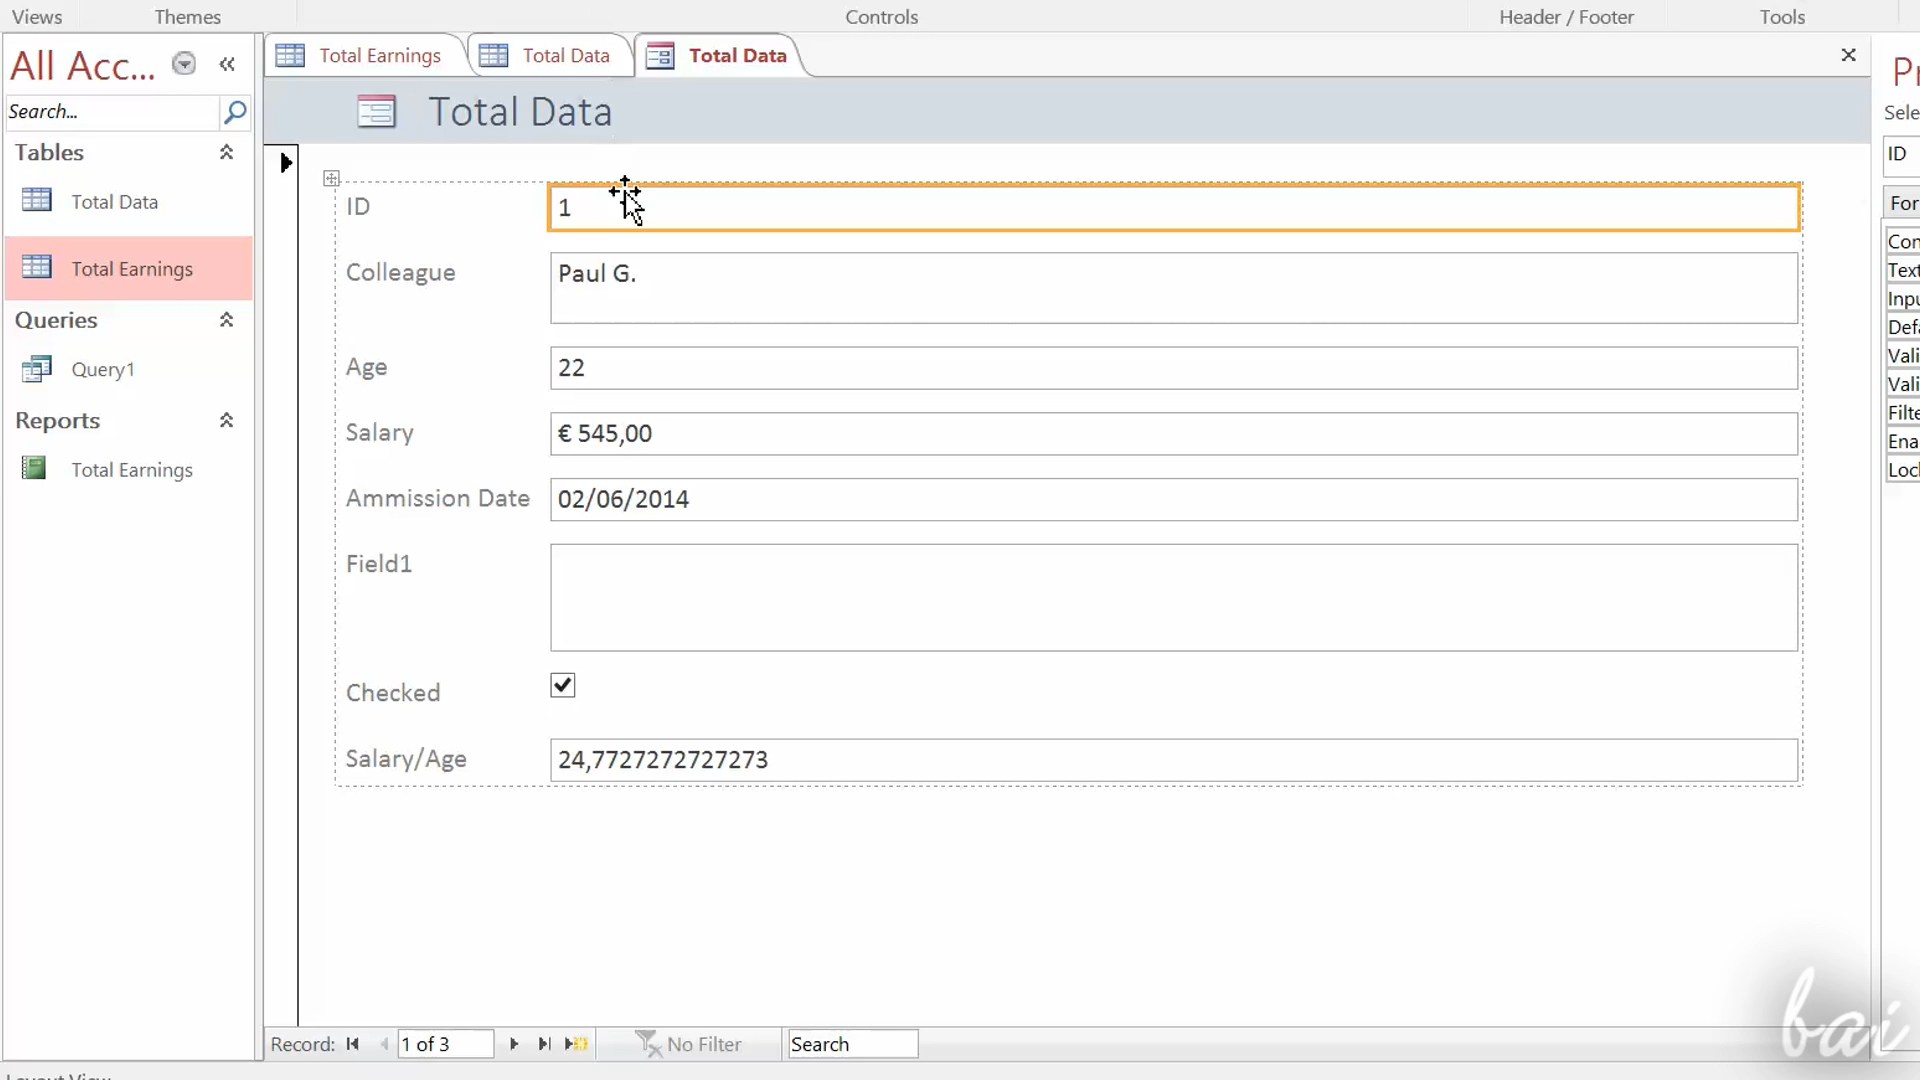 Views Themes Controls Header / Footer Tools
All Acc...
Search...
Tables
Total Data
Total Earnings
Queries
Query1
Reports
Total Earnings
Total Earnings Total Data Total Data
Total Data
ID 1
Colleague Paul G.
Age 22
Salary € 545,00
Ammission Date 02/06/2014
Field1
Checked
Salary/Age 24,7727272727273
Record: 1 of 3 No Filter Search
ID
bai